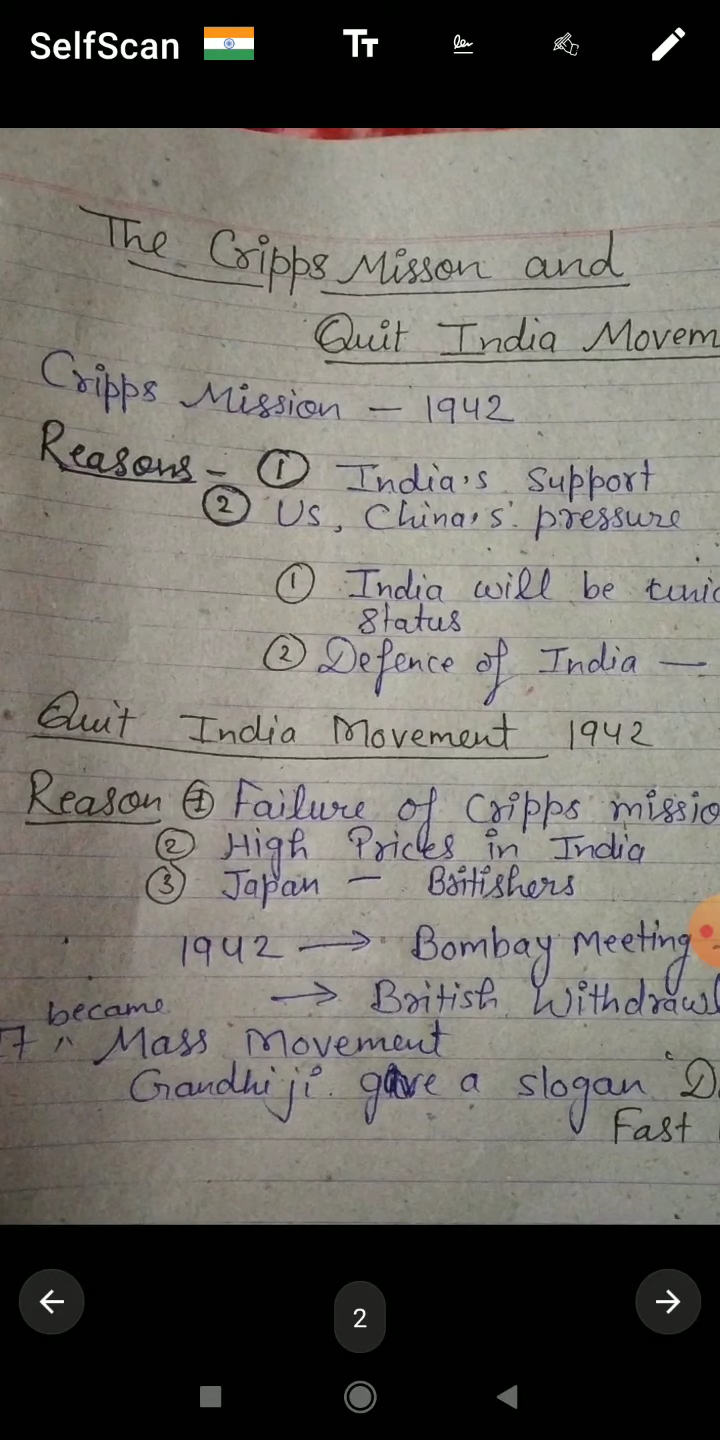 SelfScan
The Cripps Misson and
Quit India Movem
Cripps Mission – 1942
Reasons – ① India's support
② Us, China's pressure
① India will be
status
② Defence of India —
Quit India Movement 1942
Reason ① Failure of Cripps missio
② High Prices in India
③ Japan – Britishers
1942 → Bombay Meeting
→ British Withdrawl
became
It ^ Mass Movement
Gandhiji gave a slogan 'D
Fast
2